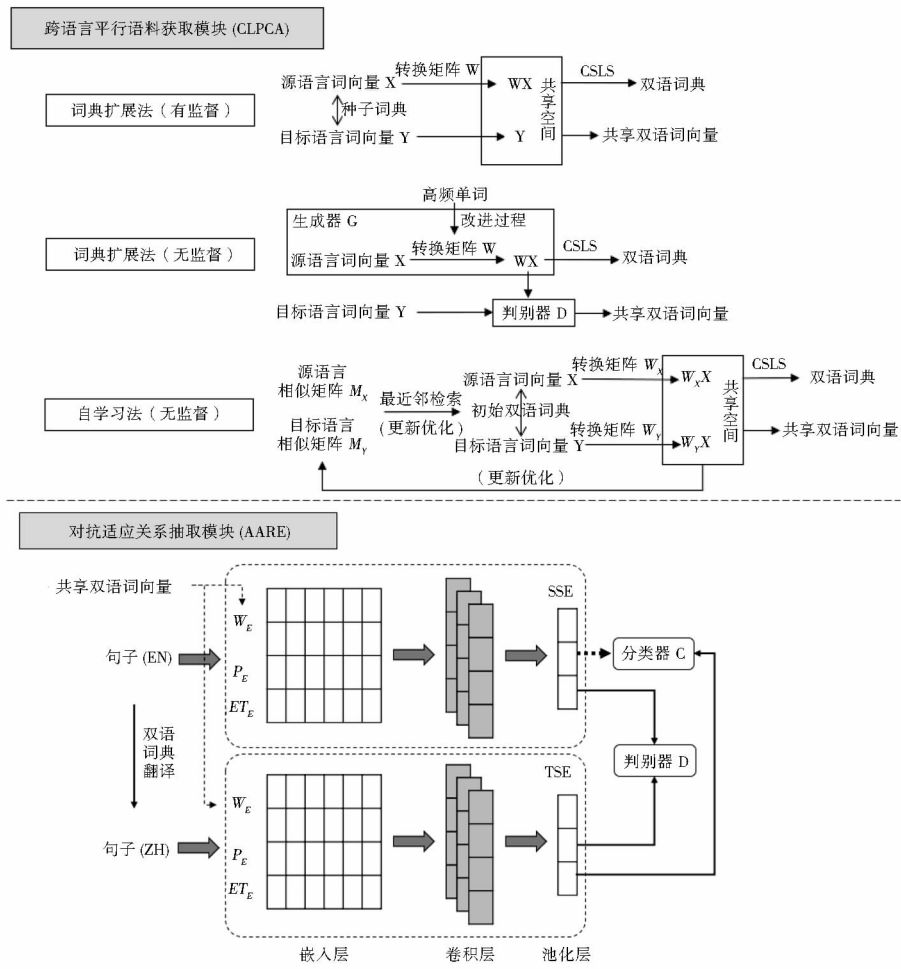 跨语言平行语料获取模块 (CLPCA)
词典扩展法（有监督）
源语言词向量 X
转换矩阵 W
种子词典
目标语言词向量 Y
WX
Y
共享空间
CSLS
双语词典
共享双语词向量
词典扩展法（无监督）
高频单词
生成器 G
改进过程
源语言词向量 X
转换矩阵 W
WX
CSLS
双语词典
目标语言词向量 Y
判别器 D
共享双语词向量
自学习法（无监督）
源语言
相似矩阵 M_X
目标语言
相似矩阵 M_Y
最近邻检索
(更新优化)
源语言词向量 X
初始双语词典
目标语言词向量 Y
转换矩阵 W_X
转换矩阵 W_Y
W_X X
W_Y X
共享空间
CSLS
双语词典
共享双语词向量
（更新优化）
对抗适应关系抽取模块 (AARE)
共享双语词向量
句子 (EN)
W_E
P_E
ET_E
SSE
分类器 C
双语
词典
翻译
判别器 D
句子 (ZH)
W_E
P_E
ET_E
TSE
嵌入层
卷积层
池化层